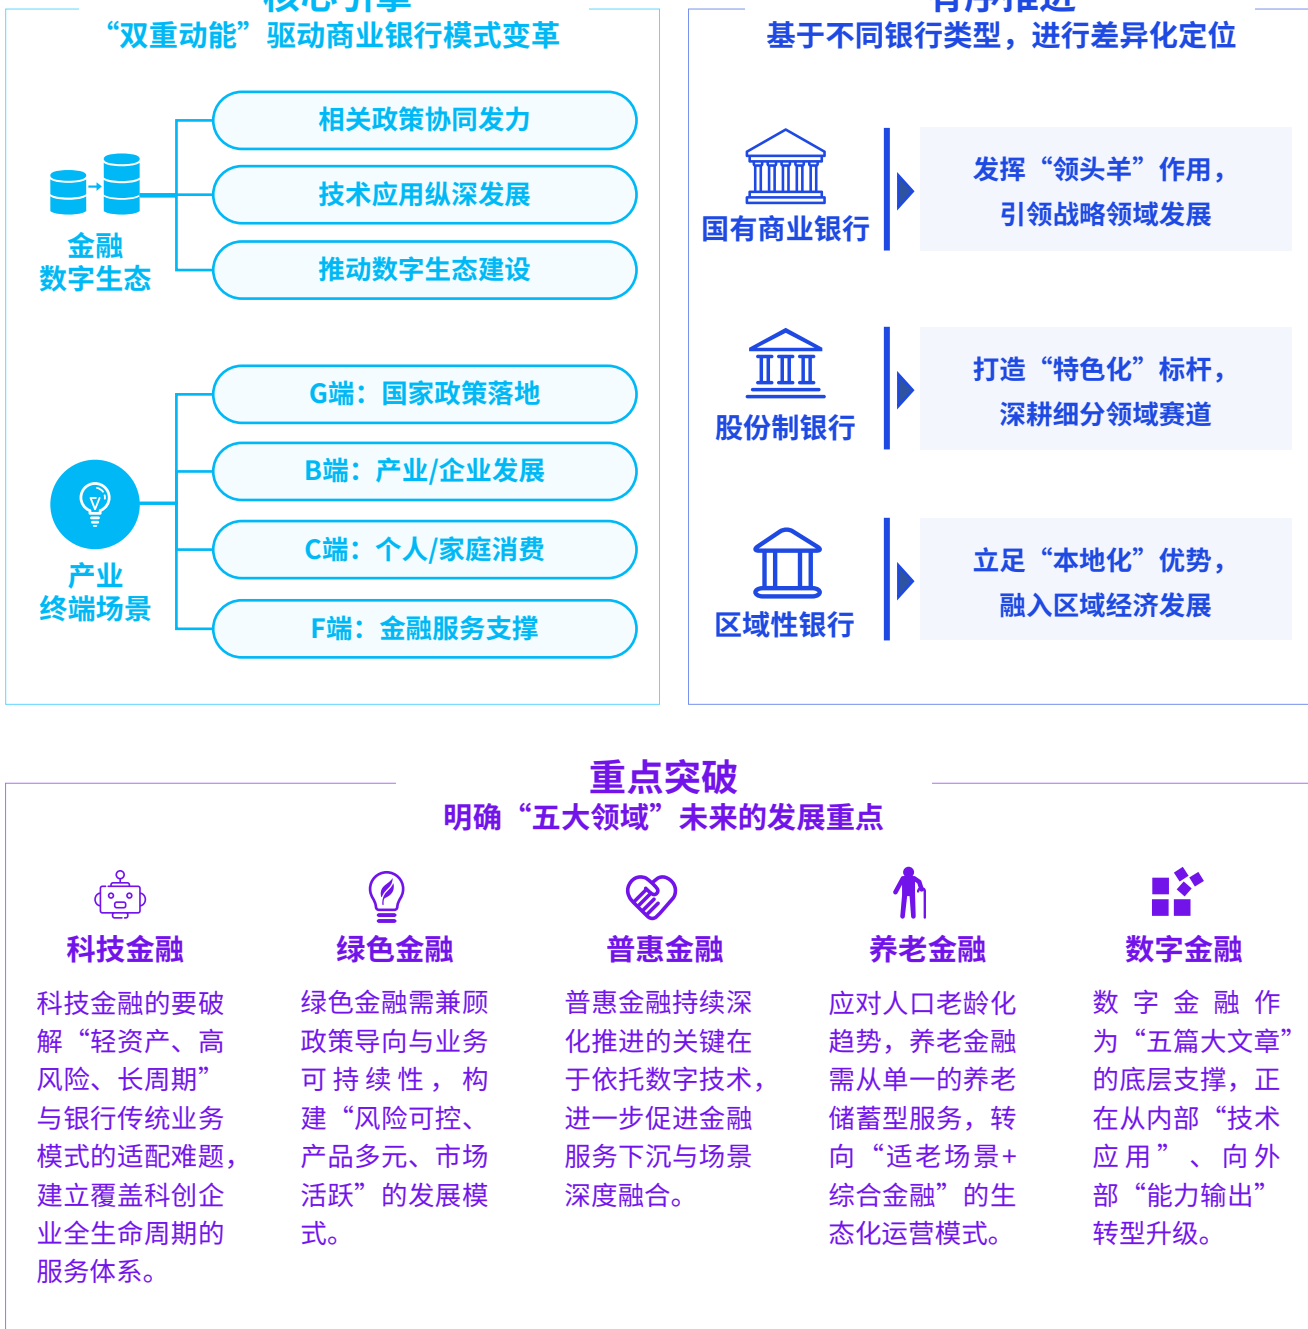 核心引擎
“双重动能”驱动商业银行模式变革
相关政策协同发力
技术应用纵深发展
推动数字生态建设
金融
数字生态
G端：国家政策落地
B端：产业/企业发展
C端：个人/家庭消费
F端：金融服务支撑
产业
终端场景
有序推进
基于不同银行类型，进行差异化定位
国有商业银行
发挥“领头羊”作用，
引领战略领域发展
股份制银行
打造“特色化”标杆，
深耕细分领域赛道
区域性银行
立足“本地化”优势，
融入区域经济发展
重点突破
明确“五大领域”未来的发展重点
科技金融
科技金融的要破
解“轻资产、高
风险、长周期”
与银行传统业务
模式的适配难题，
建立覆盖科创企
业全生命周期的
服务体系。
绿色金融
绿色金融需兼顾
政策导向与业务
可持续性，构
建“风险可控、
产品多元、市场
活跃”的发展模
式。
普惠金融
普惠金融持续深
化推进的关键在
于依托数字技术，
进一步促进金融
服务下沉与场景
深度融合。
养老金融
应对人口老龄化
趋势，养老金融
需从单一的养老
储蓄型服务，转
向“适老场景+
综合金融”的生
态化运营模式。
数字金融
数字金融作
为“五篇大文章”
的底层支撑，正
在从内部“技术
应用”、向外
部“能力输出”
转型升级。